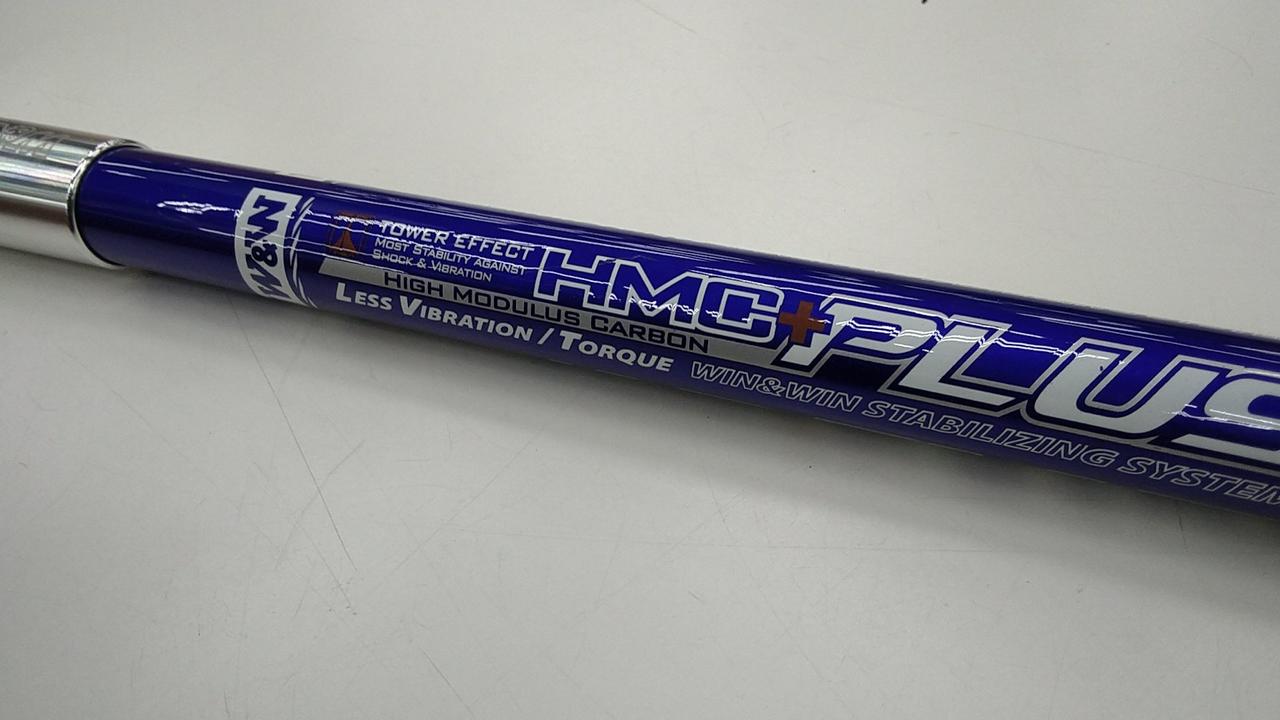 W&W
TOWER EFFECT
MOST STABILITY AGAINST
SHOCK & VIBRATION
HMC+PLUS
HIGH MODULUS CARBON
LESS VIBRATION / TORQUE
WIN&WIN STABILIZING SYSTEM